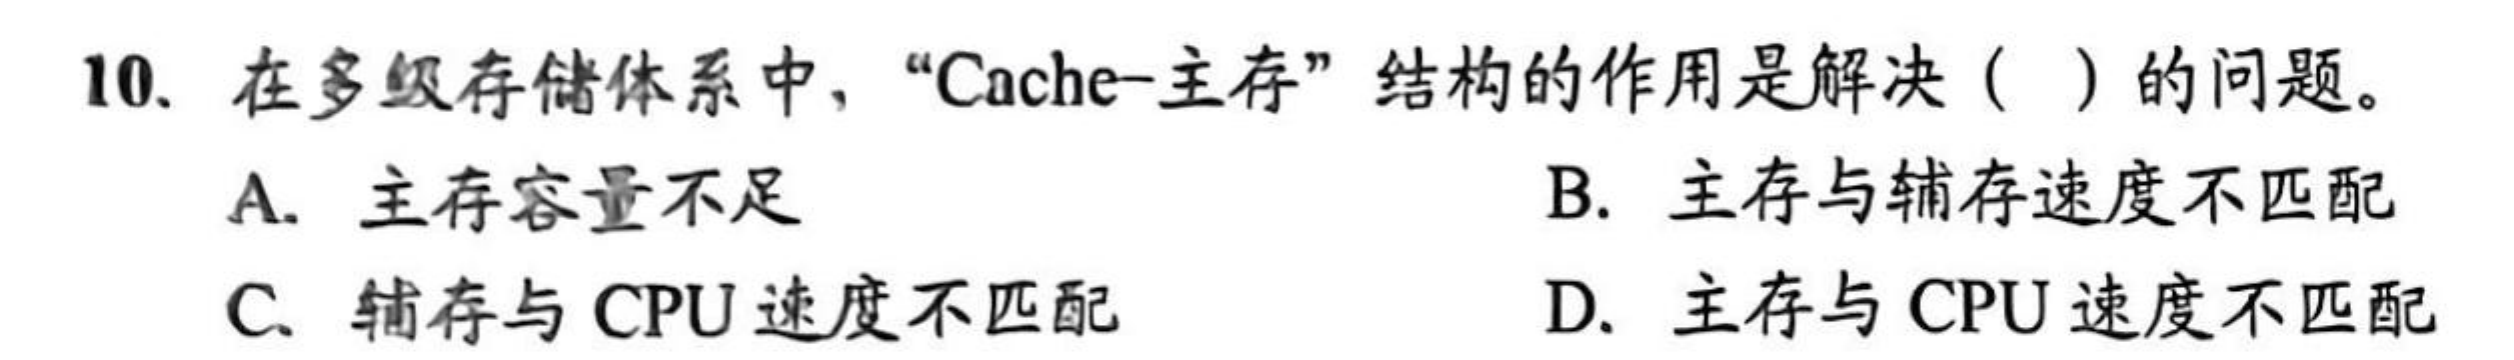 10. 在多级存储体系中，“Cache-主存”结构的作用是解决（ ）的问题。
A. 主存容量不足 B. 主存与辅存速度不匹配
C. 辅存与 CPU 速度不匹配 D. 主存与 CPU 速度不匹配